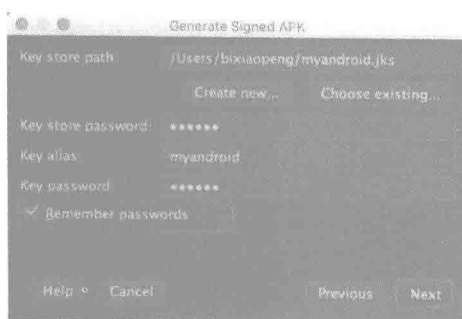 Generate Signed APK
Key store path: /Users/bixiaopeng/myandroid.jks
Create new... Choose existing...
Key store password: ••••••
Key alias: myandroid
Key password: ••••••
Remember passwords
Help Cancel Previous Next